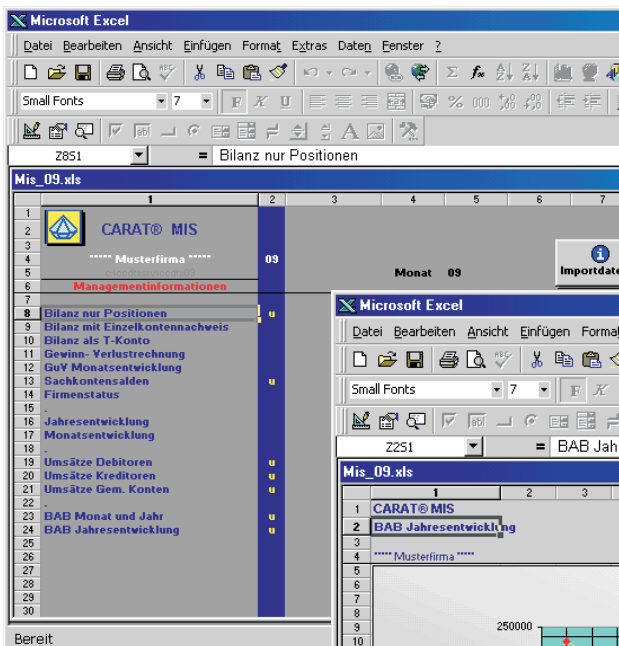 Microsoft Excel
Datei Bearbeiten Ansicht Einfügen Format Extras Daten Fenster ?
Small Fonts 7 F K U % 000
Z8S1 = Bilanz nur Positionen
Mis_09.xls
1 2 3 4 5 6 7
1
2 CARAT® MIS
3
4 ***** Musterfirma ***** 09
5 Monat 09 Importdate
6 Managementinformationen
7
8 Bilanz nur Positionen u
9 Bilanz mit Einzelkontennachweis
10 Bilanz als T-Konto
11 Gewinn- Verlustrechnung
12 GuV Monatsentwicklung
13 Sachkontensalden u
14 Firmenstatus
15 .
16 Jahresentwicklung
17 Monatsentwicklung
18 .
19 Umsätze Debitoren u
20 Umsätze Kreditoren u
21 Umsätze Gem. Konten u
22 .
23 BAB Monat und Jahr u
24 BAB Jahresentwicklung u
25
26
27
28
29
30
Bereit
Microsoft Excel
Datei Bearbeiten Ansicht Einfügen Forma
Small Fonts 7 F K
Z2S1 = BAB Jah
Mis_09.xls
1 2 3
1 CARAT® MIS
2 BAB Jahresentwicklung
3
4 ***** Musterfirma *****
5
6
7
8
9 250000
10